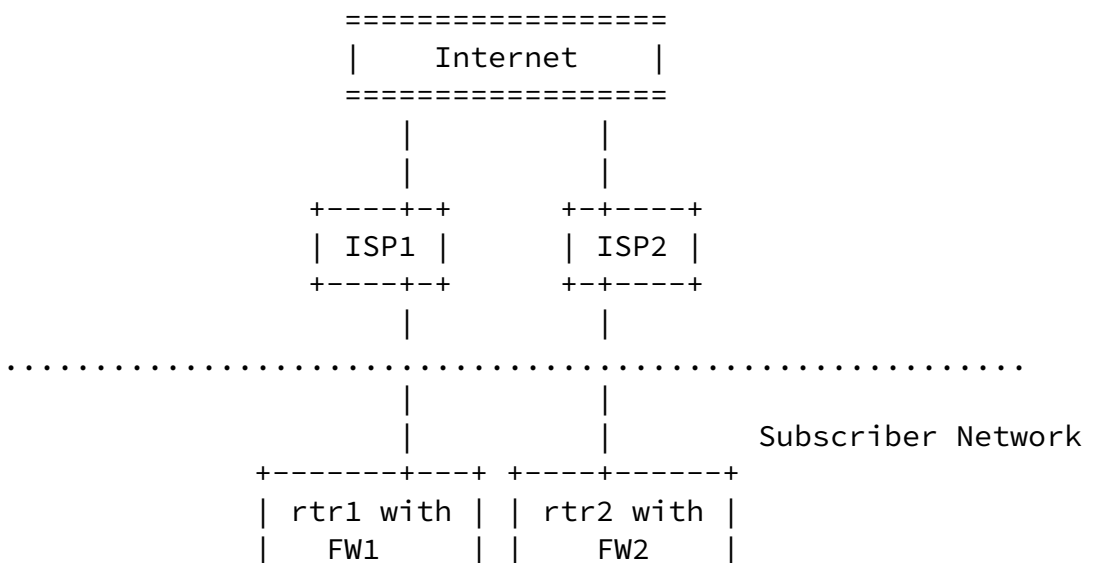 ==================
|    Internet    |
==================
|          |
|          |
+----+-+      +-+----+
| ISP1 |      | ISP2 |
+----+-+      +-+----+
|          |
.........................................................
|          |
|          |        Subscriber Network
+-------+---+ +----+------+
| rtr1 with | | rtr2 with |
|    FW1     | |    FW2     |